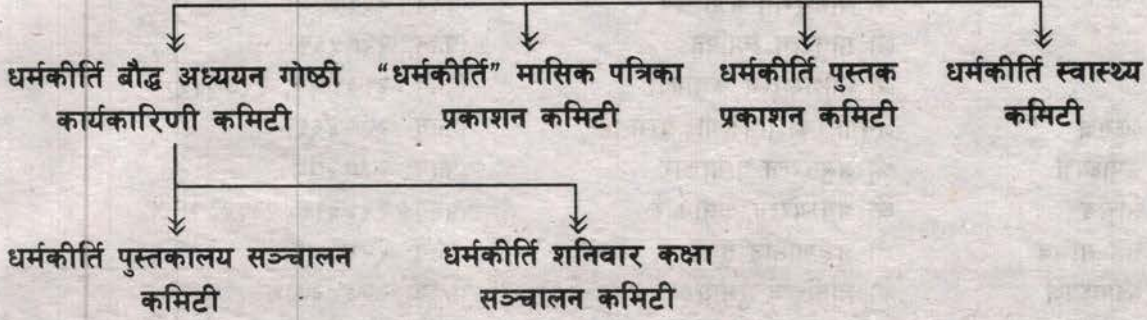 धर्मकीर्ति बौद्ध अध्ययन गोष्ठी
कार्यकारिणी कमिटी
“धर्मकीर्ति” मासिक पत्रिका
प्रकाशन कमिटी
धर्मकीर्ति पुस्तक
प्रकाशन कमिटी
धर्मकीर्ति स्वास्थ्य
कमिटी
धर्मकीर्ति पुस्तकालय सञ्चालन
कमिटी
धर्मकीर्ति शनिवार कक्षा
सञ्चालन कमिटी